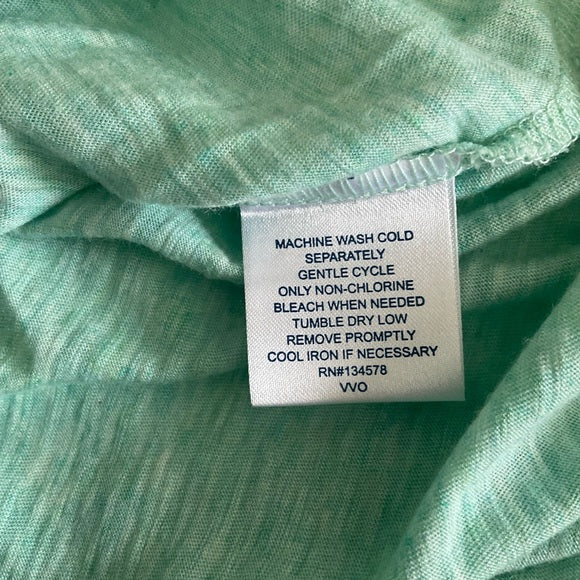 MACHINE WASH COLD
SEPARATELY
GENTLE CYCLE
ONLY NON-CHLORINE
BLEACH WHEN NEEDED
TUMBLE DRY LOW
REMOVE PROMPTLY
COOL IRON IF NECESSARY
RN#134578
VVO